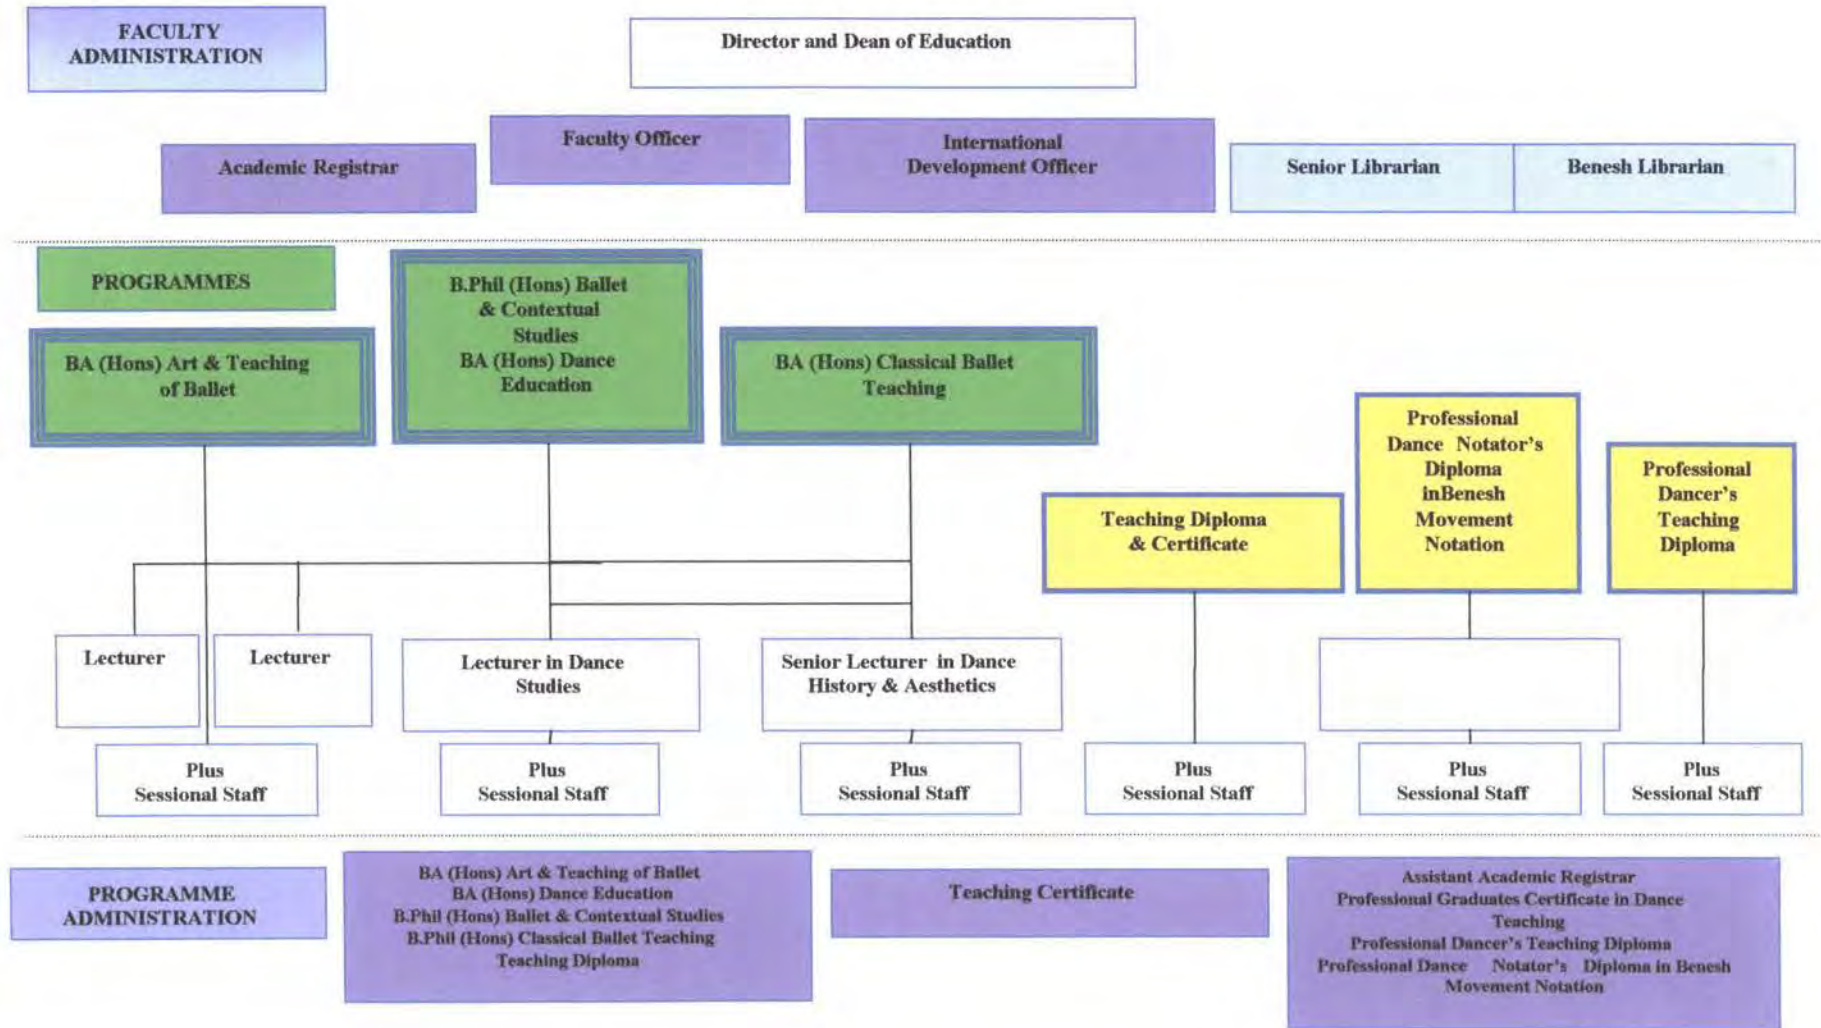 FACULTY
ADMINISTRATION
Director and Dean of Education
Academic Registrar
Faculty Officer
International
Development Officer
Senior Librarian
Benesh Librarian
PROGRAMMES
BA (Hons) Art & Teaching
of Ballet
B.Phil (Hons) Ballet
& Contextual
Studies
BA (Hons) Dance
Education
BA (Hons) Classical Ballet
Teaching
Teaching Diploma
& Certificate
Professional
Dance Notator's
Diploma
inBenesh
Movement
Notation
Professional
Dancer's
Teaching
Diploma
Lecturer
Lecturer
Lecturer in Dance
Studies
Senior Lecturer in Dance
History & Aesthetics
Plus
Sessional Staff
Plus
Sessional Staff
Plus
Sessional Staff
Plus
Sessional Staff
Plus
Sessional Staff
Plus
Sessional Staff
PROGRAMME
ADMINISTRATION
BA (Hons) Art & Teaching of Ballet
BA (Hons) Dance Education
B.Phil (Hons) Ballet & Contextual Studies
B.Phil (Hons) Classical Ballet Teaching
Teaching Diploma
Teaching Certificate
Assistant Academic Registrar
Professional Graduates Certificate in Dance
Teaching
Professional Dancer's Teaching Diploma
Professional Dance Notator's Diploma in Benesh
Movement Notation